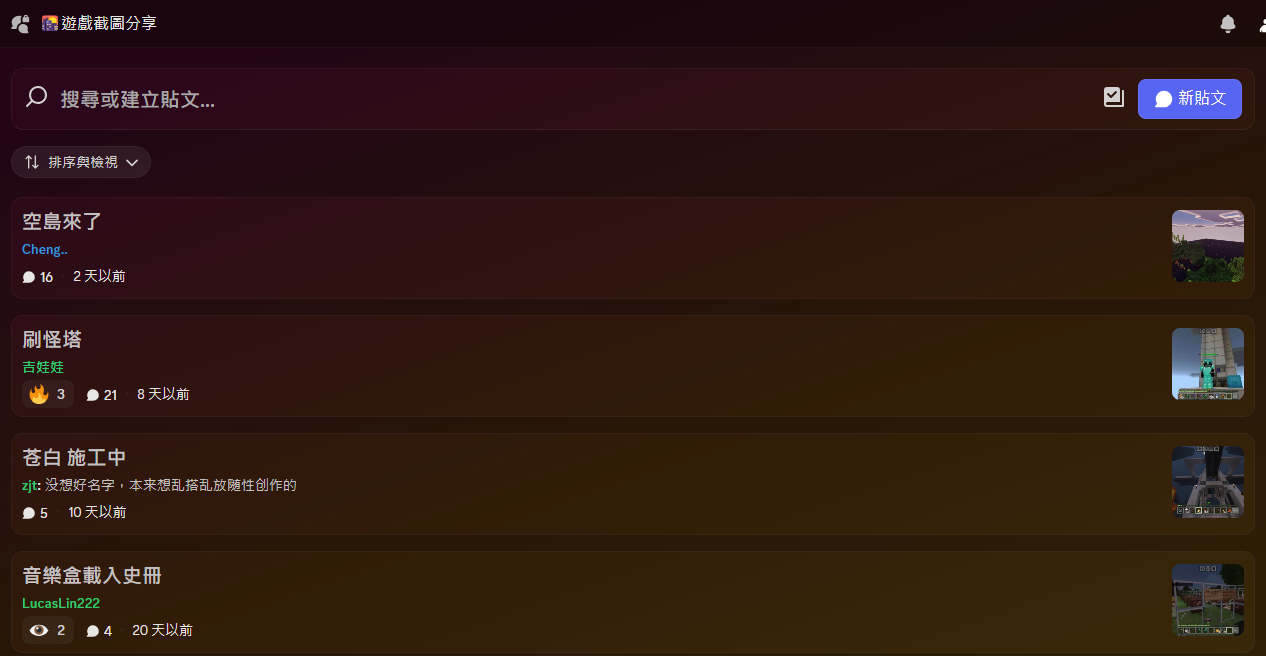 遊戲截圖分享
搜尋或建立貼文...
新貼文
排序與檢視
空島來了
Cheng..
16 · 2 天以前
刷怪塔
吉娃娃
3 21 · 8 天以前
苍白 施工中
zjt: 没想好名字，本来想乱搭乱放随性创作的
5 · 10 天以前
音樂盒載入史冊
LucasLin222
2 4 · 20 天以前